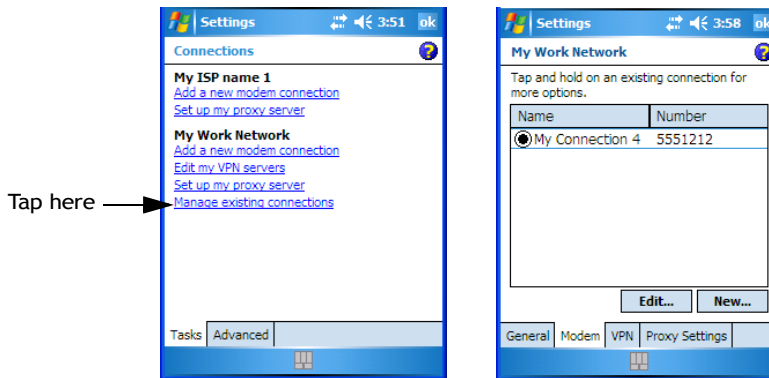 Settings 3:51 ok
Connections
My ISP name 1
Add a new modem connection
Set up my proxy server
My Work Network
Add a new modem connection
Edit my VPN servers
Set up my proxy server
Manage existing connections
Tap here
Tasks Advanced
Settings 3:58 ok
My Work Network
Tap and hold on an existing connection for
more options.
Name Number
My Connection 4 5551212
Edit... New...
General Modem VPN Proxy Settings